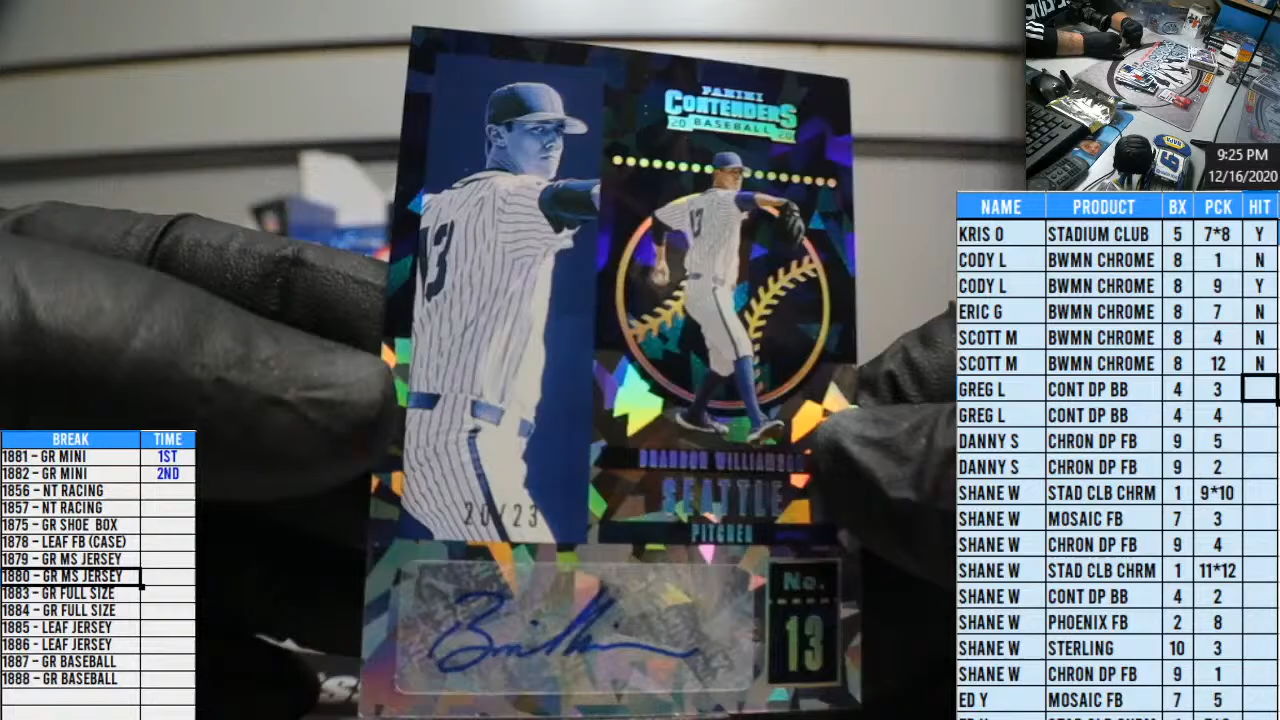 PANINI
CONTENDERS
20 BASEBALL 20
13
13
BRANDON WILLIAMSON
SEATTLE
PITCHER
20/23
No.
13
9:25 PM
12/16/2020
NAME PRODUCT BX PCK HIT
KRIS O STADIUM CLUB 5 7*8 Y
CODY L BWMN CHROME 8 1 N
CODY L BWMN CHROME 8 9 Y
ERIC G BWMN CHROME 8 7 N
SCOTT M BWMN CHROME 8 4 N
SCOTT M BWMN CHROME 8 12 N
GREG L CONT DP BB 4 3
GREG L CONT DP BB 4 4
DANNY S CHRON DP FB 9 5
DANNY S CHRON DP FB 9 2
SHANE W STAD CLB CHRM 1 9*10
SHANE W MOSAIC FB 7 3
SHANE W CHRON DP FB 9 4
SHANE W STAD CLB CHRM 1 11*12
SHANE W CONT DP BB 4 2
SHANE W PHOENIX FB 2 8
SHANE W STERLING 10 3
SHANE W CHRON DP FB 9 1
ED Y MOSAIC FB 7 5
BREAK TIME
1881 - GR MINI 1ST
1882 - GR MINI 2ND
1856 - NT RACING
1857 - NT RACING
1875 - GR SHOE BOX
1878 - LEAF FB (CASE)
1879 - GR MS JERSEY
1880 - GR MS JERSEY
1883 - GR FULL SIZE
1884 - GR FULL SIZE
1885 - LEAF JERSEY
1886 - LEAF JERSEY
1887 - GR BASEBALL
1888 - GR BASEBALL